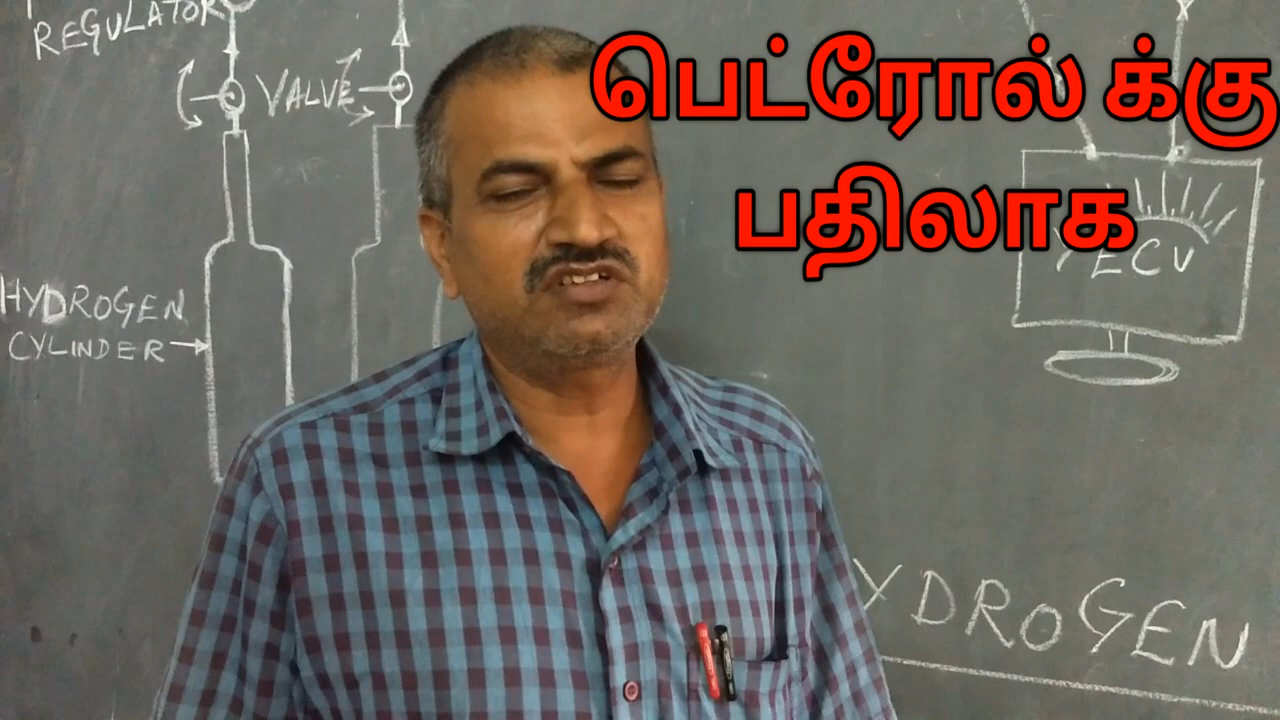 REGULATOR
VALVE
பெட்ரோல் க்கு
பதிலாக
ECU
HYDROGEN
CYLINDER
YDROGEN